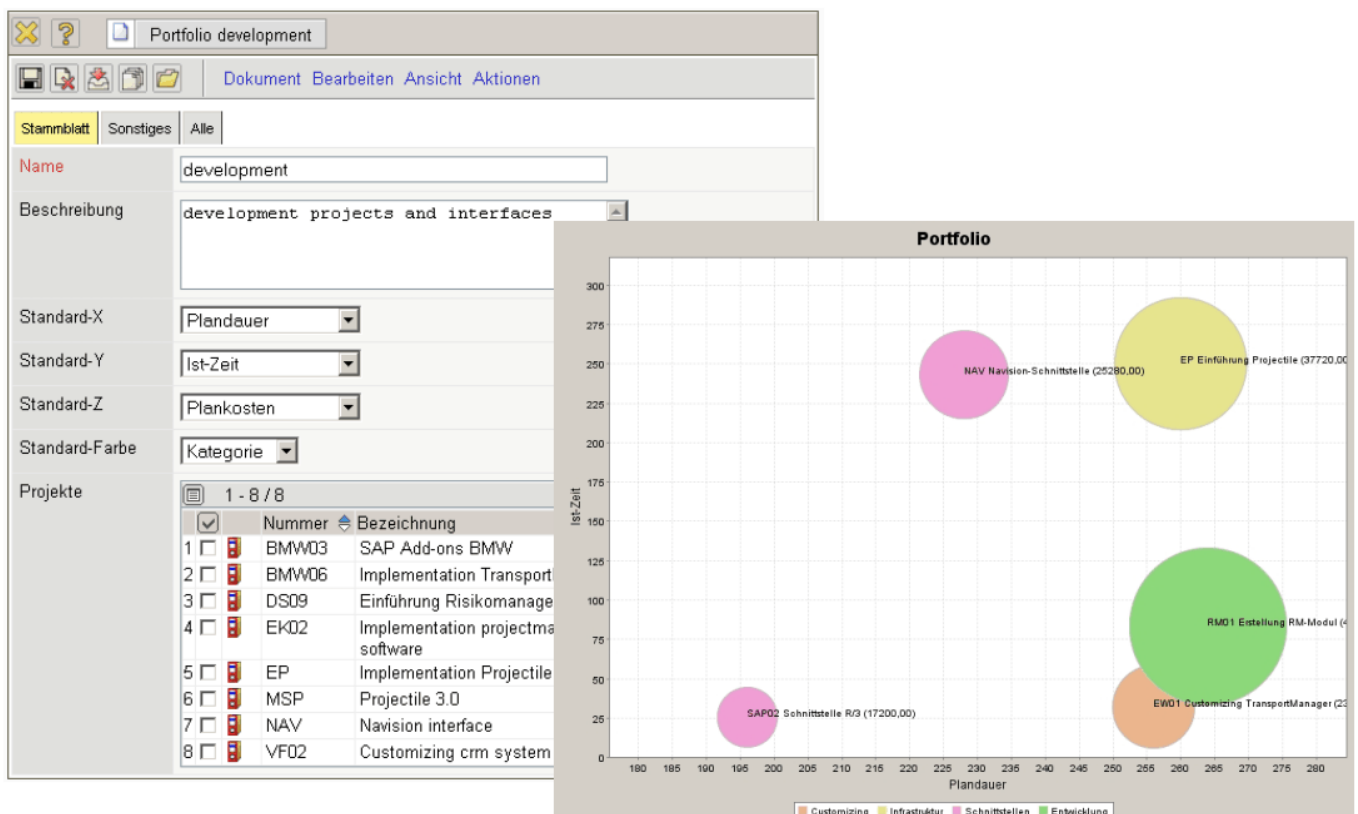 Portfolio development
Dokument Bearbeiten Ansicht Aktionen
Stammblatt Sonstiges Alle
Name development
Beschreibung development projects and interfaces
Standard-X Plandauer
Standard-Y Ist-Zeit
Standard-Z Plankosten
Standard-Farbe Kategorie
Projekte 1 - 8 / 8
Nummer Bezeichnung
1 BMW03 SAP Add-ons BMW
2 BMW06 Implementation Transport
3 DS09 Einführung Risikomanage
4 EK02 Implementation projectma
software
5 EP Implementation Projectile
6 MSP Projectile 3.0
7 NAV Navision interface
8 VF02 Customizing crm system
Portfolio
300
275
250
225
200
175
150
125
100
75
50
25
0
Ist-Zeit
NAV Navision-Schnittstelle (25280,00)
EP Einführung Projectile (37720,00
RM01 Erstellung RM-Modul (4
EW01 Customizing TransportManager (23
SAP02 Schnittstelle R/3 (17200,00)
180 185 190 195 200 205 210 215 220 225 230 235 240 245 250 255 260 265 270 275 280
Plandauer
Customizing Infrastruktur Schnittstellen Entwicklung